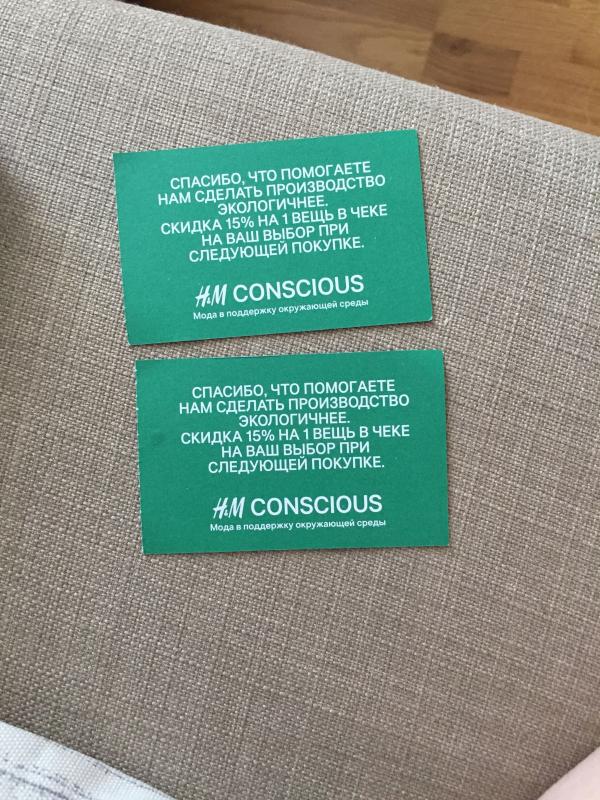 СПАСИБО, ЧТО ПОМОГАЕТЕ
НАМ СДЕЛАТЬ ПРОИЗВОДСТВО
ЭКОЛОГИЧНЕЕ.
СКИДКА 15% НА 1 ВЕЩЬ В ЧЕКЕ
НА ВАШ ВЫБОР ПРИ
СЛЕДУЮЩЕЙ ПОКУПКЕ.
H&M CONSCIOUS
Мода в поддержку окружающей среды
СПАСИБО, ЧТО ПОМОГАЕТЕ
НАМ СДЕЛАТЬ ПРОИЗВОДСТВО
ЭКОЛОГИЧНЕЕ.
СКИДКА 15% НА 1 ВЕЩЬ В ЧЕКЕ
НА ВАШ ВЫБОР ПРИ
СЛЕДУЮЩЕЙ ПОКУПКЕ.
H&M CONSCIOUS
Мода в поддержку окружающей среды